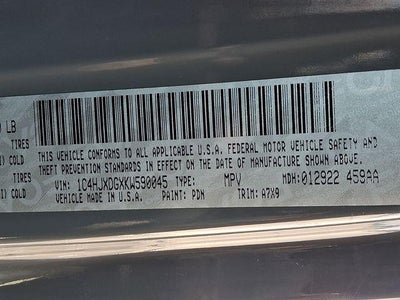 LB
TIRES
COLD
TIRES
COLD
THIS VEHICLE CONFORMS TO ALL APPLICABLE U.S.A. FEDERAL MOTOR VEHICLE SAFETY AND
THEFT PREVENTION STANDARDS IN EFFECT ON THE DATE OF MANUFACTURE SHOWN ABOVE.
VIN: 1C4HJXDGXKW590045 TYPE: MPV MDH: 012922 459AA
VEHICLE MADE IN U.S.A. PAINT: PDN TRIM: A7X9